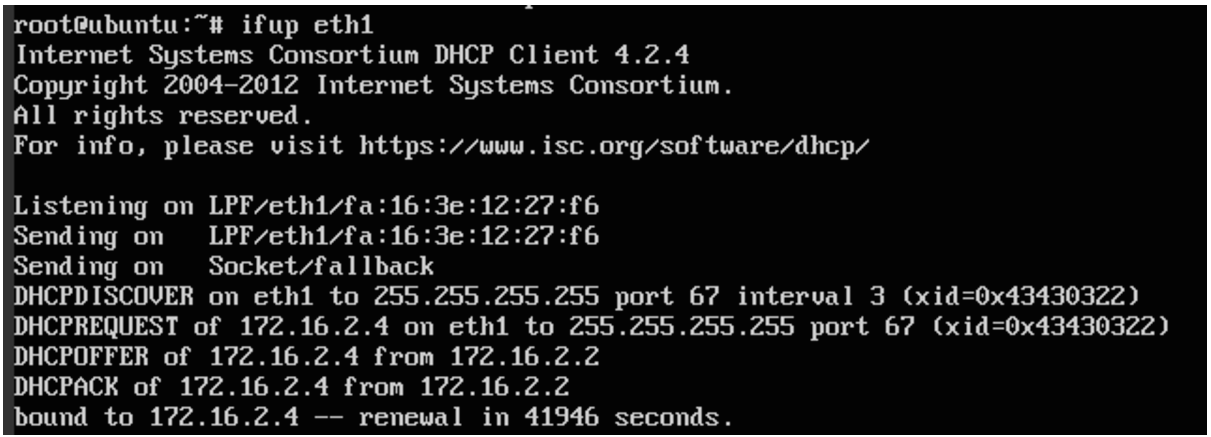 root@ubuntu:~# ifup eth1
Internet Systems Consortium DHCP Client 4.2.4
Copyright 2004-2012 Internet Systems Consortium.
All rights reserved.
For info, please visit https://www.isc.org/software/dhcp/
Listening on LPF/eth1/fa:16:3e:12:27:f6
Sending on   LPF/eth1/fa:16:3e:12:27:f6
Sending on   Socket/fallback
DHCPDISCOVER on eth1 to 255.255.255.255 port 67 interval 3 (xid=0x43430322)
DHCPREQUEST of 172.16.2.4 on eth1 to 255.255.255.255 port 67 (xid=0x43430322)
DHCPOFFER of 172.16.2.4 from 172.16.2.2
DHCPACK of 172.16.2.4 from 172.16.2.2
bound to 172.16.2.4 -- renewal in 41946 seconds.